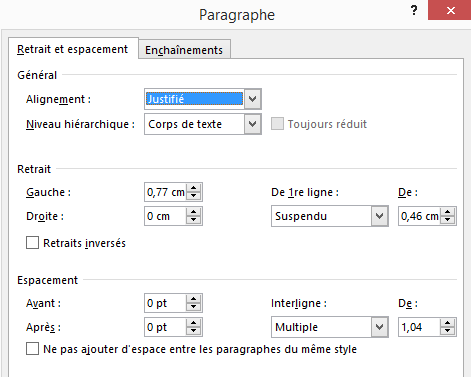 Paragraphe
? ×
Retrait et espacement Enchaînements
Général
Alignement : Justifié
Niveau hiérarchique : Corps de texte Toujours réduit
Retrait
Gauche : 0,77 cm De 1re ligne : De :
Droite : 0 cm Suspendu 0,46 cm
Retraits inversés
Espacement
Avant : 0 pt Interligne : De :
Après : 0 pt Multiple 1,04
Ne pas ajouter d'espace entre les paragraphes du même style